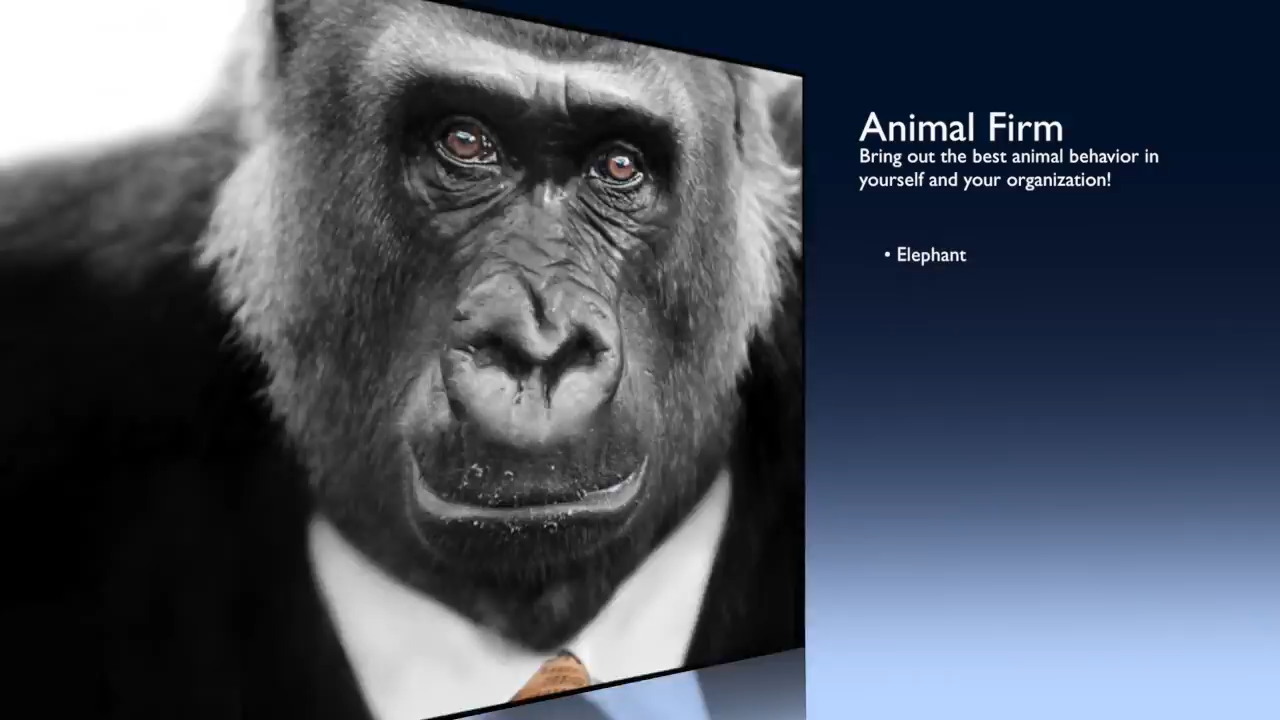 Animal Firm
Bring out the best animal behavior in
yourself and your organization!
• Elephant